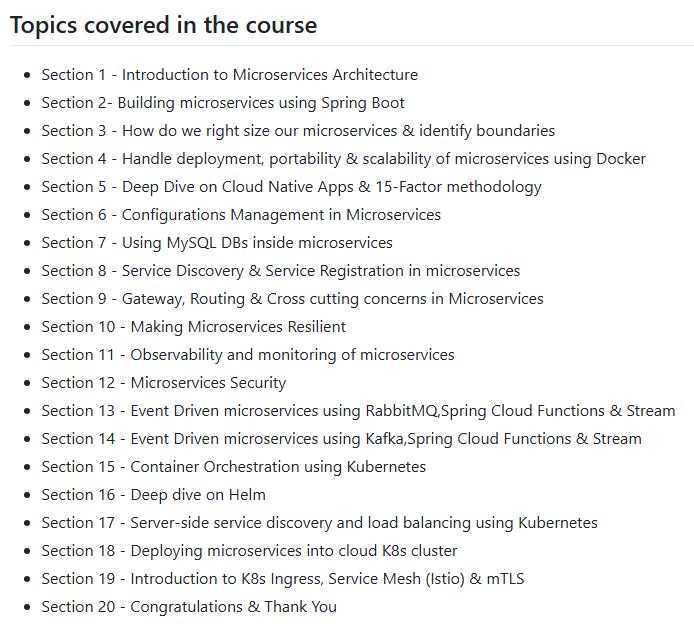 Topics covered in the course
Section 1 - Introduction to Microservices Architecture
Section 2- Building microservices using Spring Boot
Section 3 - How do we right size our microservices & identify boundaries
Section 4 - Handle deployment, portability & scalability of microservices using Docker
Section 5 - Deep Dive on Cloud Native Apps & 15-Factor methodology
Section 6 - Configurations Management in Microservices
Section 7 - Using MySQL DBs inside microservices
Section 8 - Service Discovery & Service Registration in microservices
Section 9 - Gateway, Routing & Cross cutting concerns in Microservices
Section 10 - Making Microservices Resilient
Section 11 - Observability and monitoring of microservices
Section 12 - Microservices Security
Section 13 - Event Driven microservices using RabbitMQ,Spring Cloud Functions & Stream
Section 14 - Event Driven microservices using Kafka,Spring Cloud Functions & Stream
Section 15 - Container Orchestration using Kubernetes
Section 16 - Deep dive on Helm
Section 17 - Server-side service discovery and load balancing using Kubernetes
Section 18 - Deploying microservices into cloud K8s cluster
Section 19 - Introduction to K8s Ingress, Service Mesh (Istio) & mTLS
Section 20 - Congratulations & Thank You